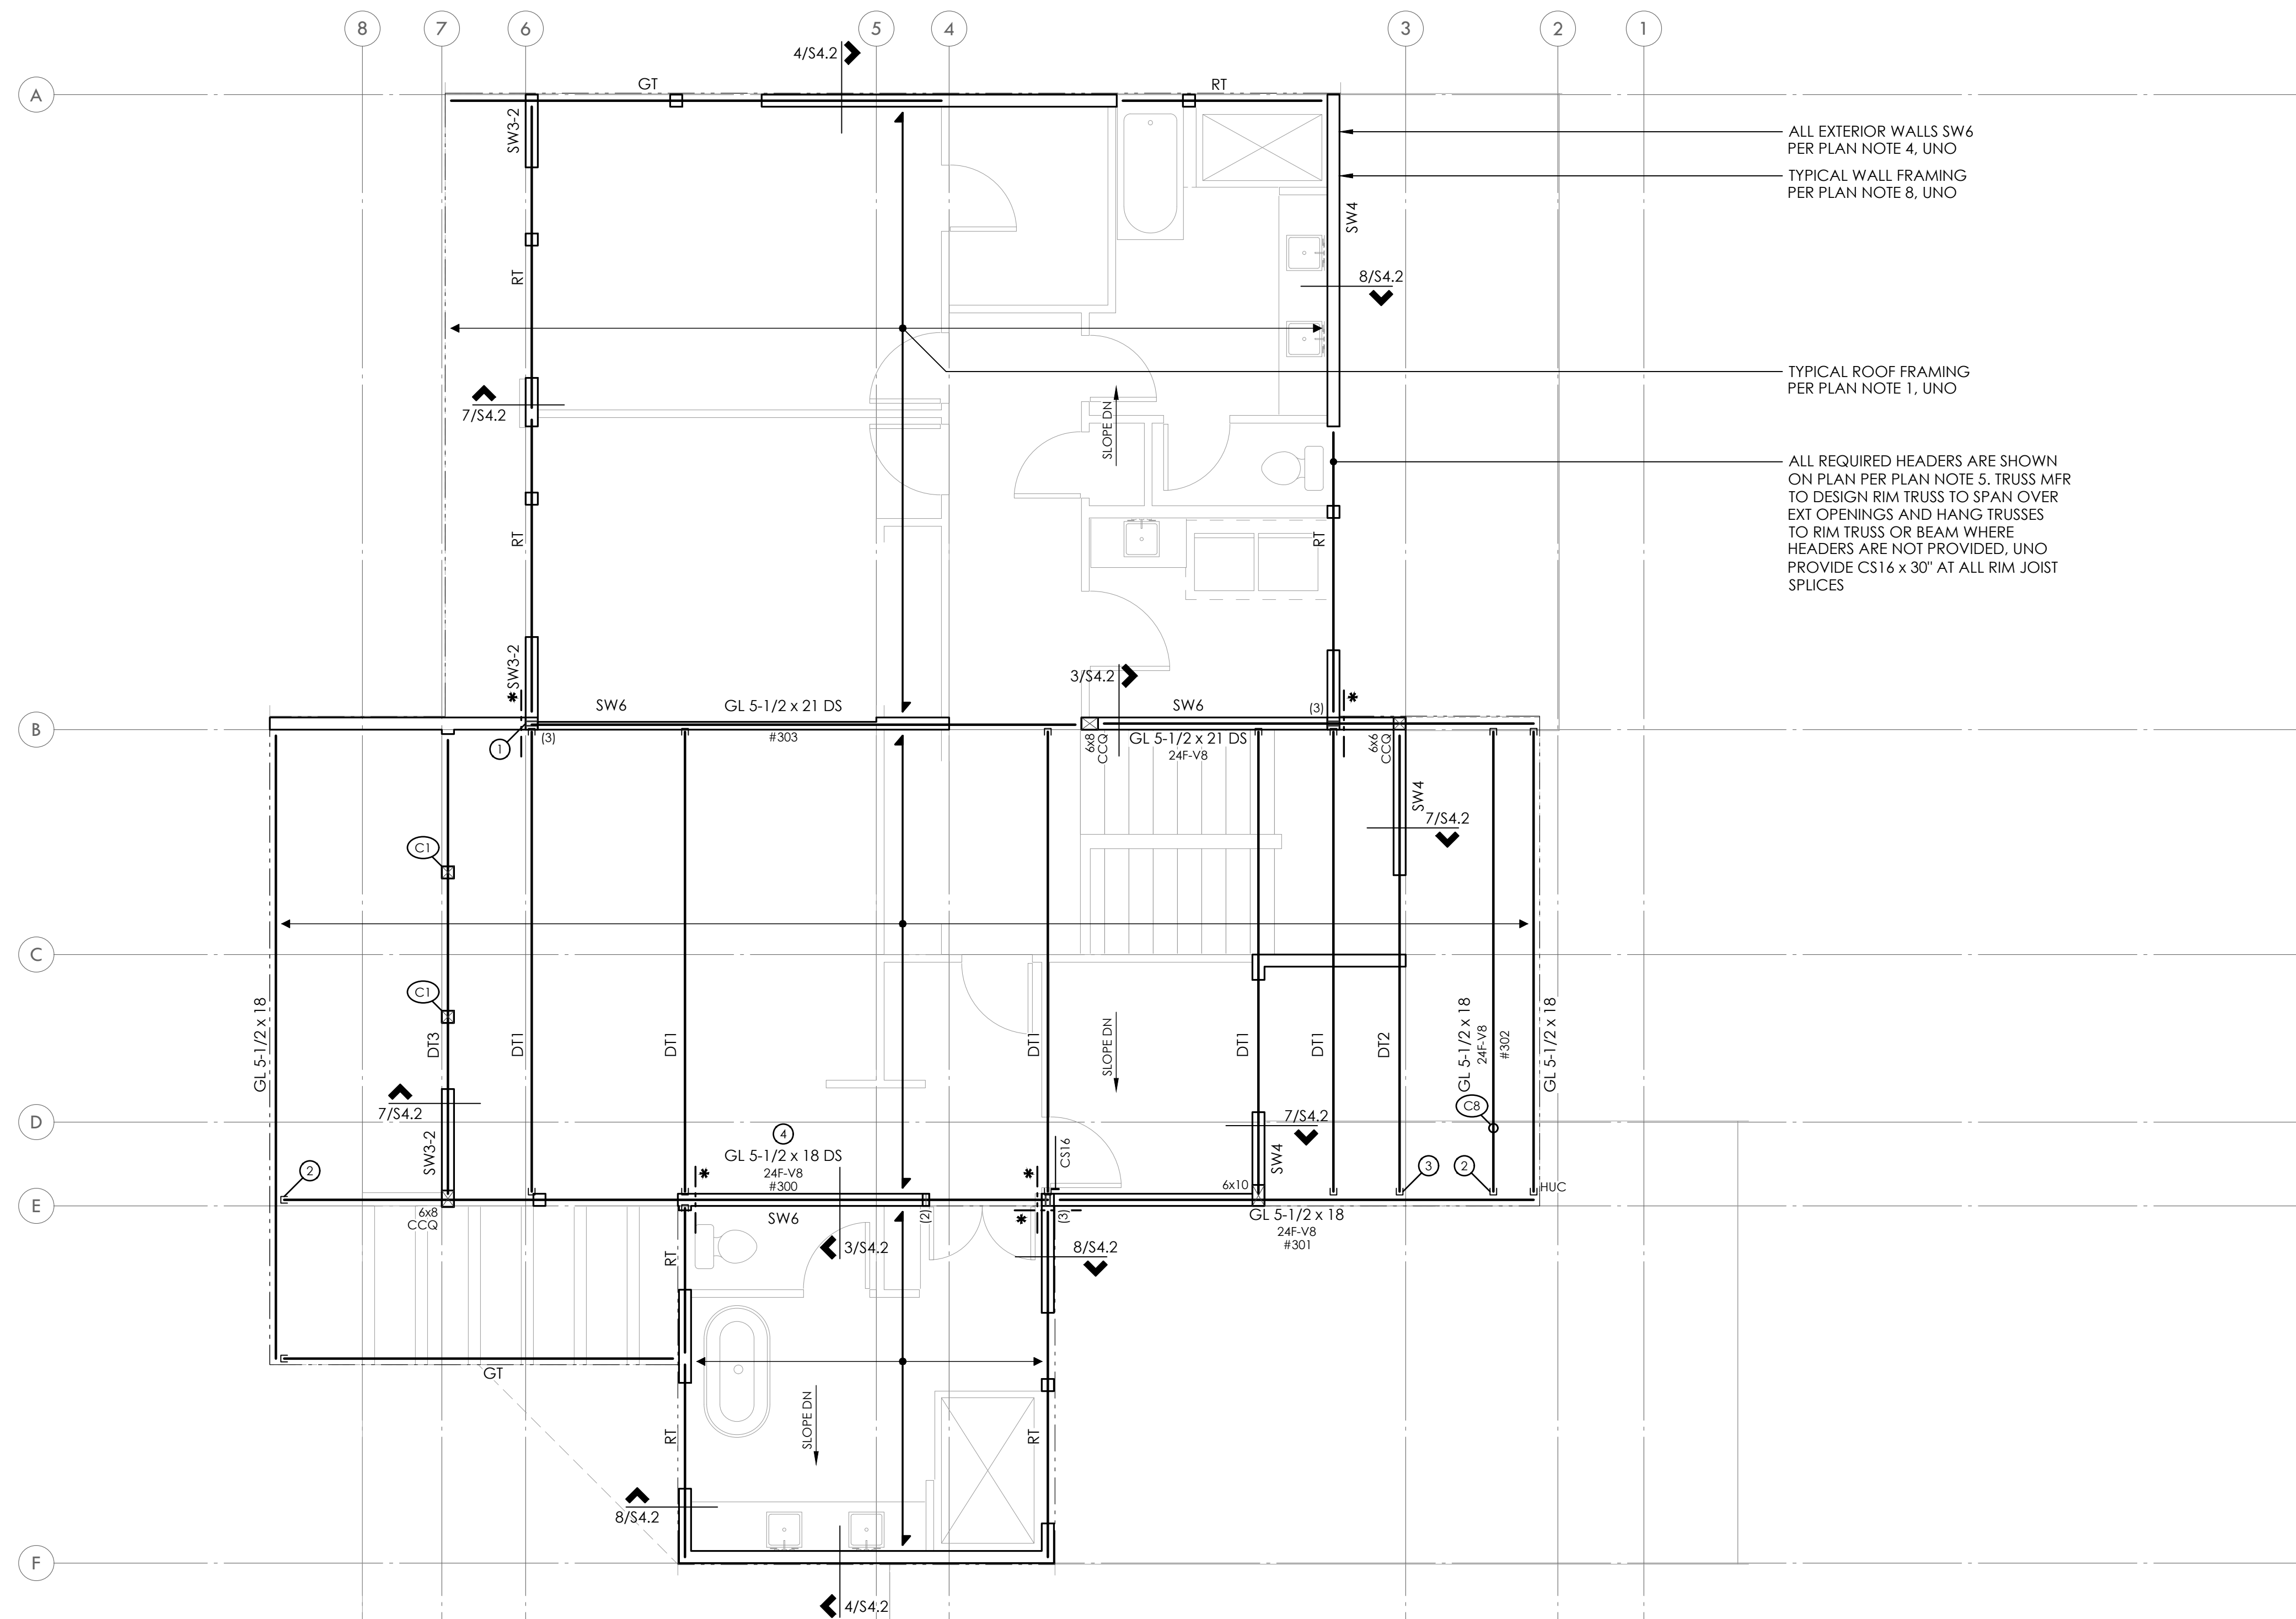 8
7
6
5
4
3
2
1
4/S4.2
A
GT
RT
SW3-2
ALL EXTERIOR WALLS SW6
PER PLAN NOTE 4, UNO
TYPICAL WALL FRAMING
PER PLAN NOTE 8, UNO
SW4
RT
8/S4.2
TYPICAL ROOF FRAMING
PER PLAN NOTE 1, UNO
7/S4.2
SLOPE DN
ALL REQUIRED HEADERS ARE SHOWN
ON PLAN PER PLAN NOTE 5. TRUSS MFR
TO DESIGN RIM TRUSS TO SPAN OVER
EXT OPENINGS AND HANG TRUSSES
TO RIM TRUSS OR BEAM WHERE
HEADERS ARE NOT PROVIDED, UNO
PROVIDE CS16 x 30" AT ALL RIM JOIST
SPLICES
RT
RT
SW3-2
*
3/S4.2
*
SW6
GL 5-1/2 x 21 DS
SW6
(3)
B
1
(3)
#303
6x8
CCQ
GL 5-1/2 x 21 DS
24F-V8
6x6
CCQ
SW4
7/S4.2
C1
C
C1
GL 5-1/2 x 18
DT3
DT1
DT1
DT1
SLOPE DN
DT1
DT1
DT2
GL 5-1/2 x 18
24F-V8
#302
GL 5-1/2 x 18
7/S4.2
C8
7/S4.2
D
4
SW3-2
GL 5-1/2 x 18 DS
24F-V8
#300
CS16
SW4
2
*
*
3
2
6x10
HUC
E
6x8
CCQ
SW6
(2)
*
(3)
GL 5-1/2 x 18
24F-V8
#301
RT
3/S4.2
8/S4.2
GT
SLOPE DN
RT
RT
8/S4.2
F
4/S4.2